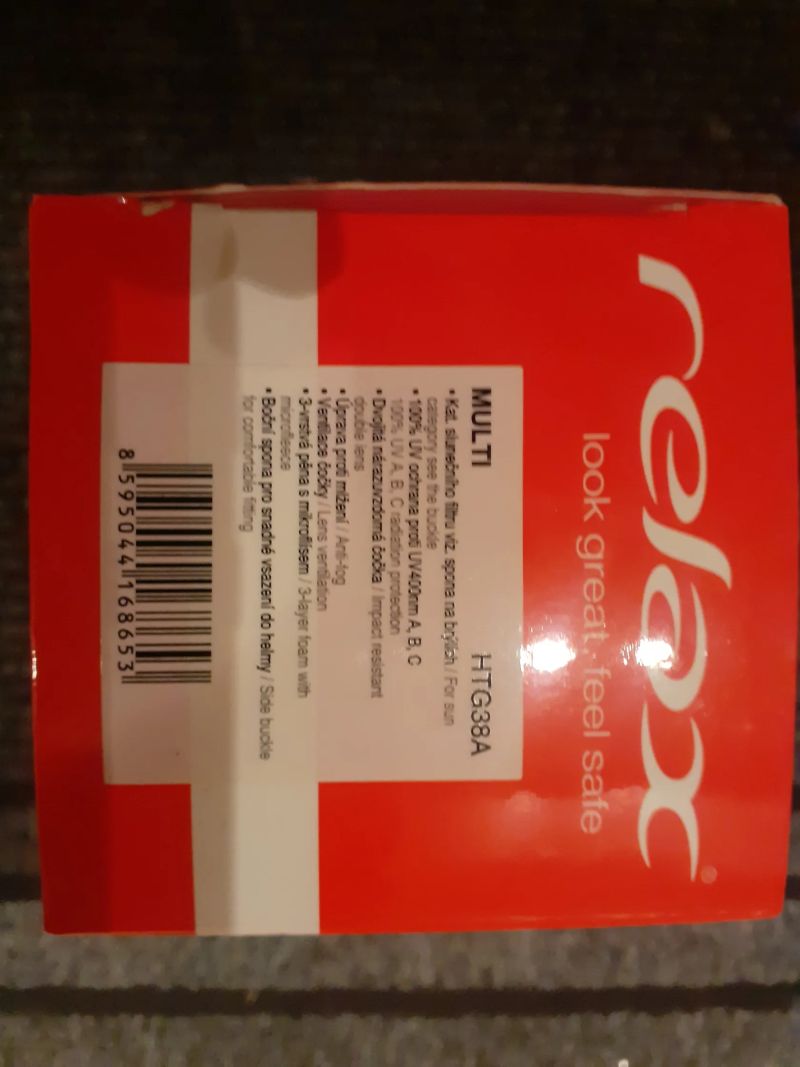 relax®
look great, feel safe
MULTI HTG38A
• Kat. slunečního filtru viz. spona na brýlích / For sun
category see the buckle
• 100% UV ochrana proti UV400nm A, B, C
100% UV A, B, C radiation protection
• Dvojitá nárazuvzdorná čočka / Impact resistant
double lens
• Úprava proti mlžení / Anti-fog
• Ventilace čočky / Lens ventilation
• 3-vrstvá pěna s mikroflísem / 3-layer foam with
microfleece
• Boční spona pro snadné vsazení do helmy / Side buckle
for comfortable fitting
8 595044 168653